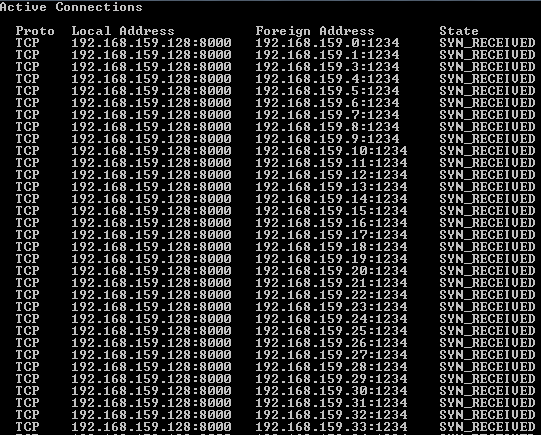 Active Connections
Proto Local Address Foreign Address State
TCP 192.168.159.128:8000 192.168.159.0:1234 SYN_RECEIVED
TCP 192.168.159.128:8000 192.168.159.1:1234 SYN_RECEIVED
TCP 192.168.159.128:8000 192.168.159.3:1234 SYN_RECEIVED
TCP 192.168.159.128:8000 192.168.159.4:1234 SYN_RECEIVED
TCP 192.168.159.128:8000 192.168.159.5:1234 SYN_RECEIVED
TCP 192.168.159.128:8000 192.168.159.6:1234 SYN_RECEIVED
TCP 192.168.159.128:8000 192.168.159.7:1234 SYN_RECEIVED
TCP 192.168.159.128:8000 192.168.159.8:1234 SYN_RECEIVED
TCP 192.168.159.128:8000 192.168.159.9:1234 SYN_RECEIVED
TCP 192.168.159.128:8000 192.168.159.10:1234 SYN_RECEIVED
TCP 192.168.159.128:8000 192.168.159.11:1234 SYN_RECEIVED
TCP 192.168.159.128:8000 192.168.159.12:1234 SYN_RECEIVED
TCP 192.168.159.128:8000 192.168.159.13:1234 SYN_RECEIVED
TCP 192.168.159.128:8000 192.168.159.14:1234 SYN_RECEIVED
TCP 192.168.159.128:8000 192.168.159.15:1234 SYN_RECEIVED
TCP 192.168.159.128:8000 192.168.159.16:1234 SYN_RECEIVED
TCP 192.168.159.128:8000 192.168.159.17:1234 SYN_RECEIVED
TCP 192.168.159.128:8000 192.168.159.18:1234 SYN_RECEIVED
TCP 192.168.159.128:8000 192.168.159.19:1234 SYN_RECEIVED
TCP 192.168.159.128:8000 192.168.159.20:1234 SYN_RECEIVED
TCP 192.168.159.128:8000 192.168.159.21:1234 SYN_RECEIVED
TCP 192.168.159.128:8000 192.168.159.22:1234 SYN_RECEIVED
TCP 192.168.159.128:8000 192.168.159.23:1234 SYN_RECEIVED
TCP 192.168.159.128:8000 192.168.159.24:1234 SYN_RECEIVED
TCP 192.168.159.128:8000 192.168.159.25:1234 SYN_RECEIVED
TCP 192.168.159.128:8000 192.168.159.26:1234 SYN_RECEIVED
TCP 192.168.159.128:8000 192.168.159.27:1234 SYN_RECEIVED
TCP 192.168.159.128:8000 192.168.159.28:1234 SYN_RECEIVED
TCP 192.168.159.128:8000 192.168.159.29:1234 SYN_RECEIVED
TCP 192.168.159.128:8000 192.168.159.30:1234 SYN_RECEIVED
TCP 192.168.159.128:8000 192.168.159.31:1234 SYN_RECEIVED
TCP 192.168.159.128:8000 192.168.159.32:1234 SYN_RECEIVED
TCP 192.168.159.128:8000 192.168.159.33:1234 SYN_RECEIVED